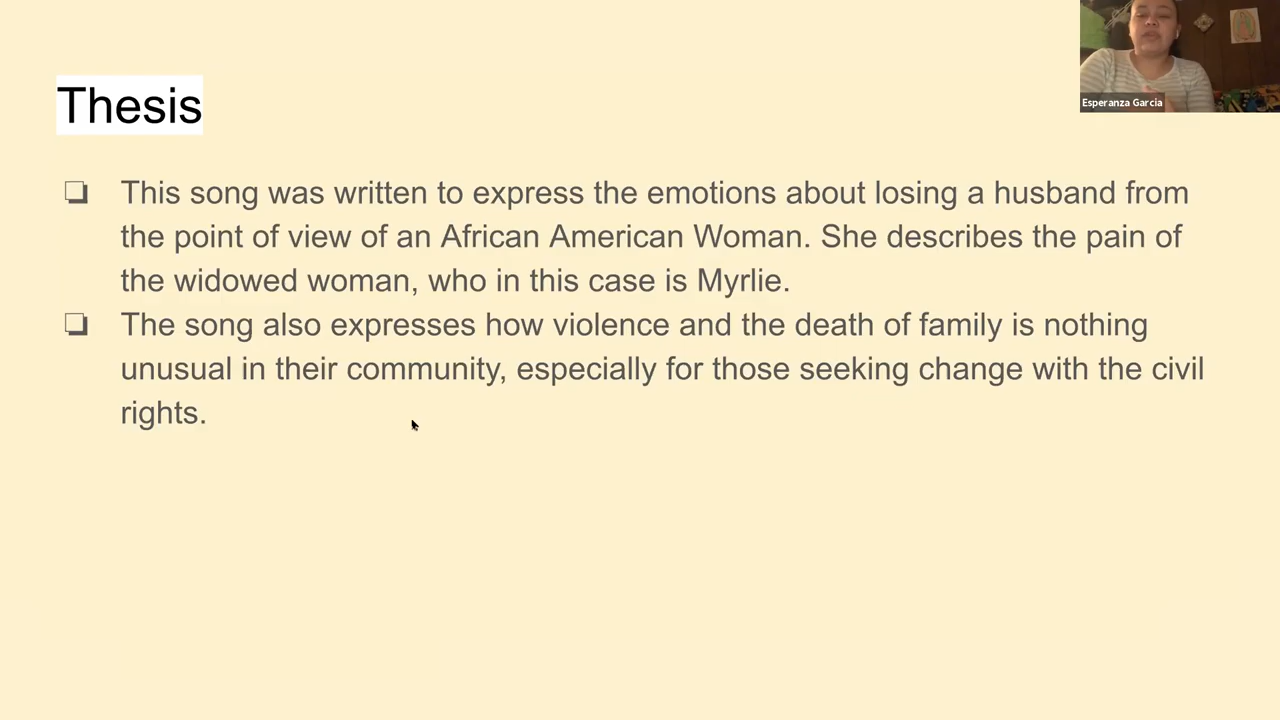 Thesis
Esperanza Garcia
❏ This song was written to express the emotions about losing a husband from
the point of view of an African American Woman. She describes the pain of
the widowed woman, who in this case is Myrlie.
❏ The song also expresses how violence and the death of family is nothing
unusual in their community, especially for those seeking change with the civil
rights.